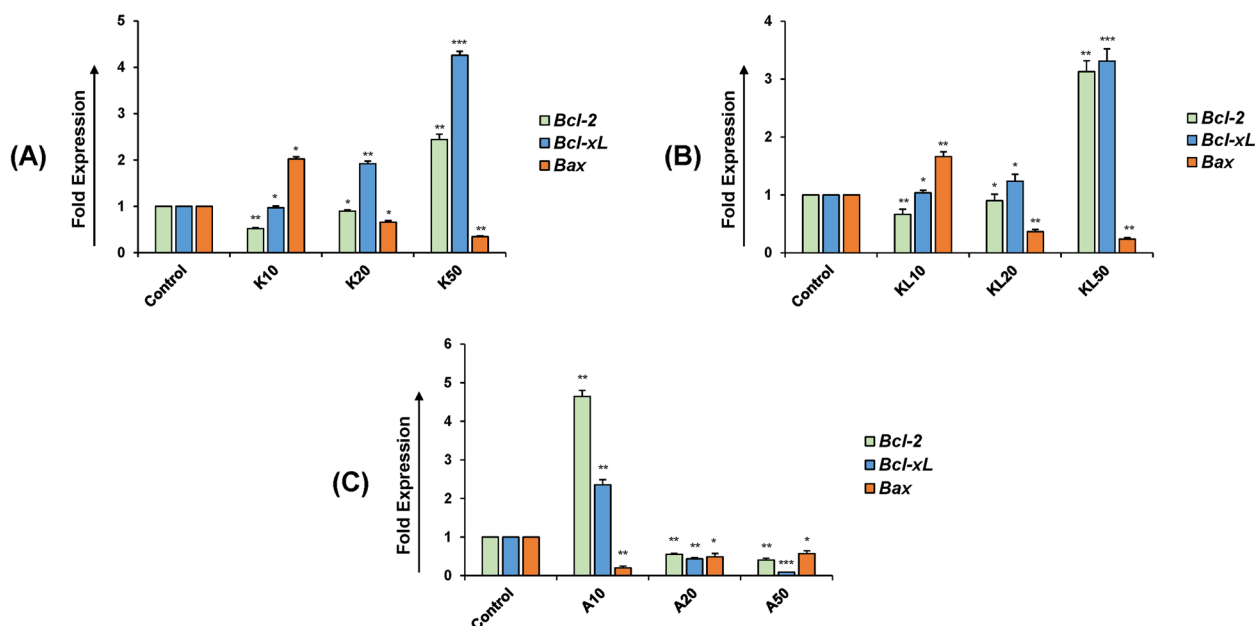 (A)
Fold Expression
5
4
3
2
1
0
** * *
* ** *
** *** **
Control K10 K20 K50
Bcl-2
Bcl-xL
Bax
(B)
Fold Expression
4
3
2
1
0
** * **
* * **
** *** **
Control KL10 KL20 KL50
Bcl-2
Bcl-xL
Bax
(C)
Fold Expression
6
5
4
3
2
1
0
** ** **
** ** *
** *** *
Control A10 A20 A50
Bcl-2
Bcl-xL
Bax